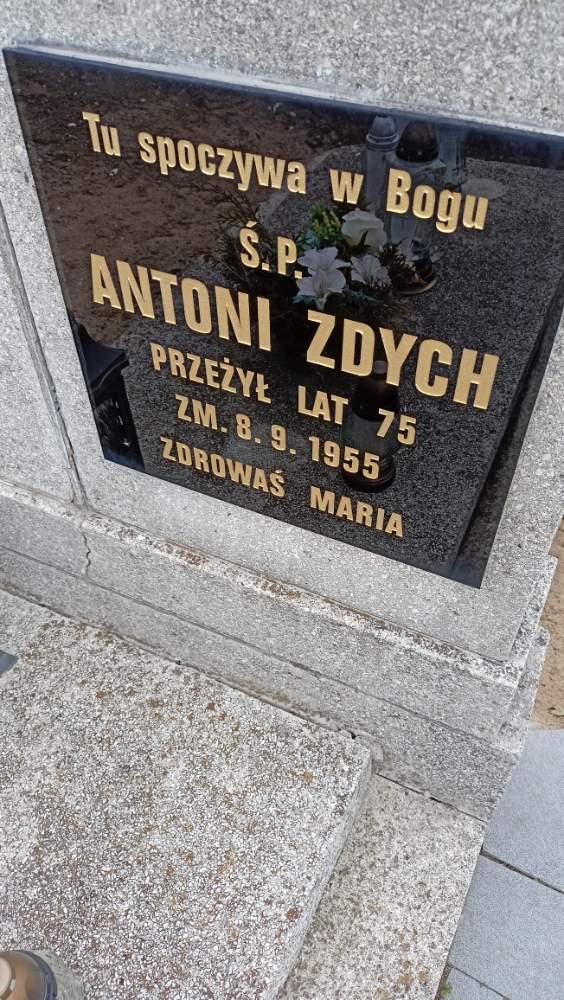 Tu spoczywa w Bogu
Ś.P.
ANTONI ZDYCH
PRZEŻYŁ LAT 75
ZM. 8. 9. 1955
ZDROWAŚ MARIA